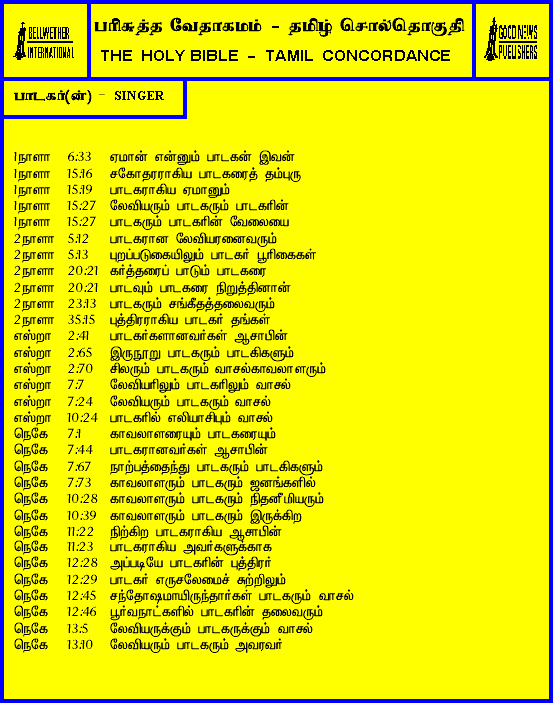 BELLWETHER
INTERNATIONAL
பரிசுத்த வேதாகமம் - தமிழ் சொல்தொகுதி
THE HOLY BIBLE - TAMIL CONCORDANCE
GOOD NEWS
PUBLISHERS
பாடகர்(ன்) - SINGER
1நாளா 6:33 ஏமான் என்னும் பாடகன் இவன்
1நாளா 15:16 சகோதரராகிய பாடகரைத் தம்புரு
1நாளா 15:19 பாடகராகிய ஏமானும்
1நாளா 15:27 லேவியரும் பாடகரும் பாடகரின்
1நாளா 15:27 பாடகரும் பாடகரின் வேலையை
2நாளா 5:12 பாடகரான லேவியரனைவரும்
2நாளா 5:13 புறப்படுகையிலும் பாடகர் பூரிகைகள்
2நாளா 20:21 கர்த்தரைப் பாடும் பாடகரை
2நாளா 20:21 பாடவும் பாடகரை நிறுத்தினான்
2நாளா 23:13 பாடகரும் சங்கீதத்தலைவரும்
2நாளா 35:15 புத்திரராகிய பாடகர் தங்கள்
எஸ்றா 2:41 பாடகர்களானவர்கள் ஆசாபின்
எஸ்றா 2:65 இருநூறு பாடகரும் பாடகிகளும்
எஸ்றா 2:70 சிலரும் பாடகரும் வாசல்காவலாளரும்
எஸ்றா 7:7 லேவியரிலும் பாடகரிலும் வாசல்
எஸ்றா 7:24 லேவியரும் பாடகரும் வாசல்
எஸ்றா 10:24 பாடகரில் எலியாசிபும் வாசல்
நெகே 7:1 காவலாளரையும் பாடகரையும்
நெகே 7:44 பாடகரானவர்கள் ஆசாபின்
நெகே 7:67 நாற்பத்தைந்து பாடகரும் பாடகிகளும்
நெகே 7:73 காவலாளரும் பாடகரும் ஜனங்களில்
நெகே 10:28 காவலாளரும் பாடகரும் நிதனீமியரும்
நெகே 10:39 காவலாளரும் பாடகரும் இருக்கிற
நெகே 11:22 நிற்கிற பாடகராகிய ஆசாபின்
நெகே 11:23 பாடகராகிய அவர்களுக்காக
நெகே 12:28 அப்படியே பாடகரின் புத்திரர்
நெகே 12:29 பாடகர் எருசலேமைச் சுற்றிலும்
நெகே 12:45 சந்தோஷமாயிருந்தார்கள் பாடகரும் வாசல்
நெகே 12:46 பூர்வநாட்களில் பாடகரின் தலைவரும்
நெகே 13:5 லேவியருக்கும் பாடகருக்கும் வாசல்
நெகே 13:10 லேவியரும் பாடகரும் அவரவர்